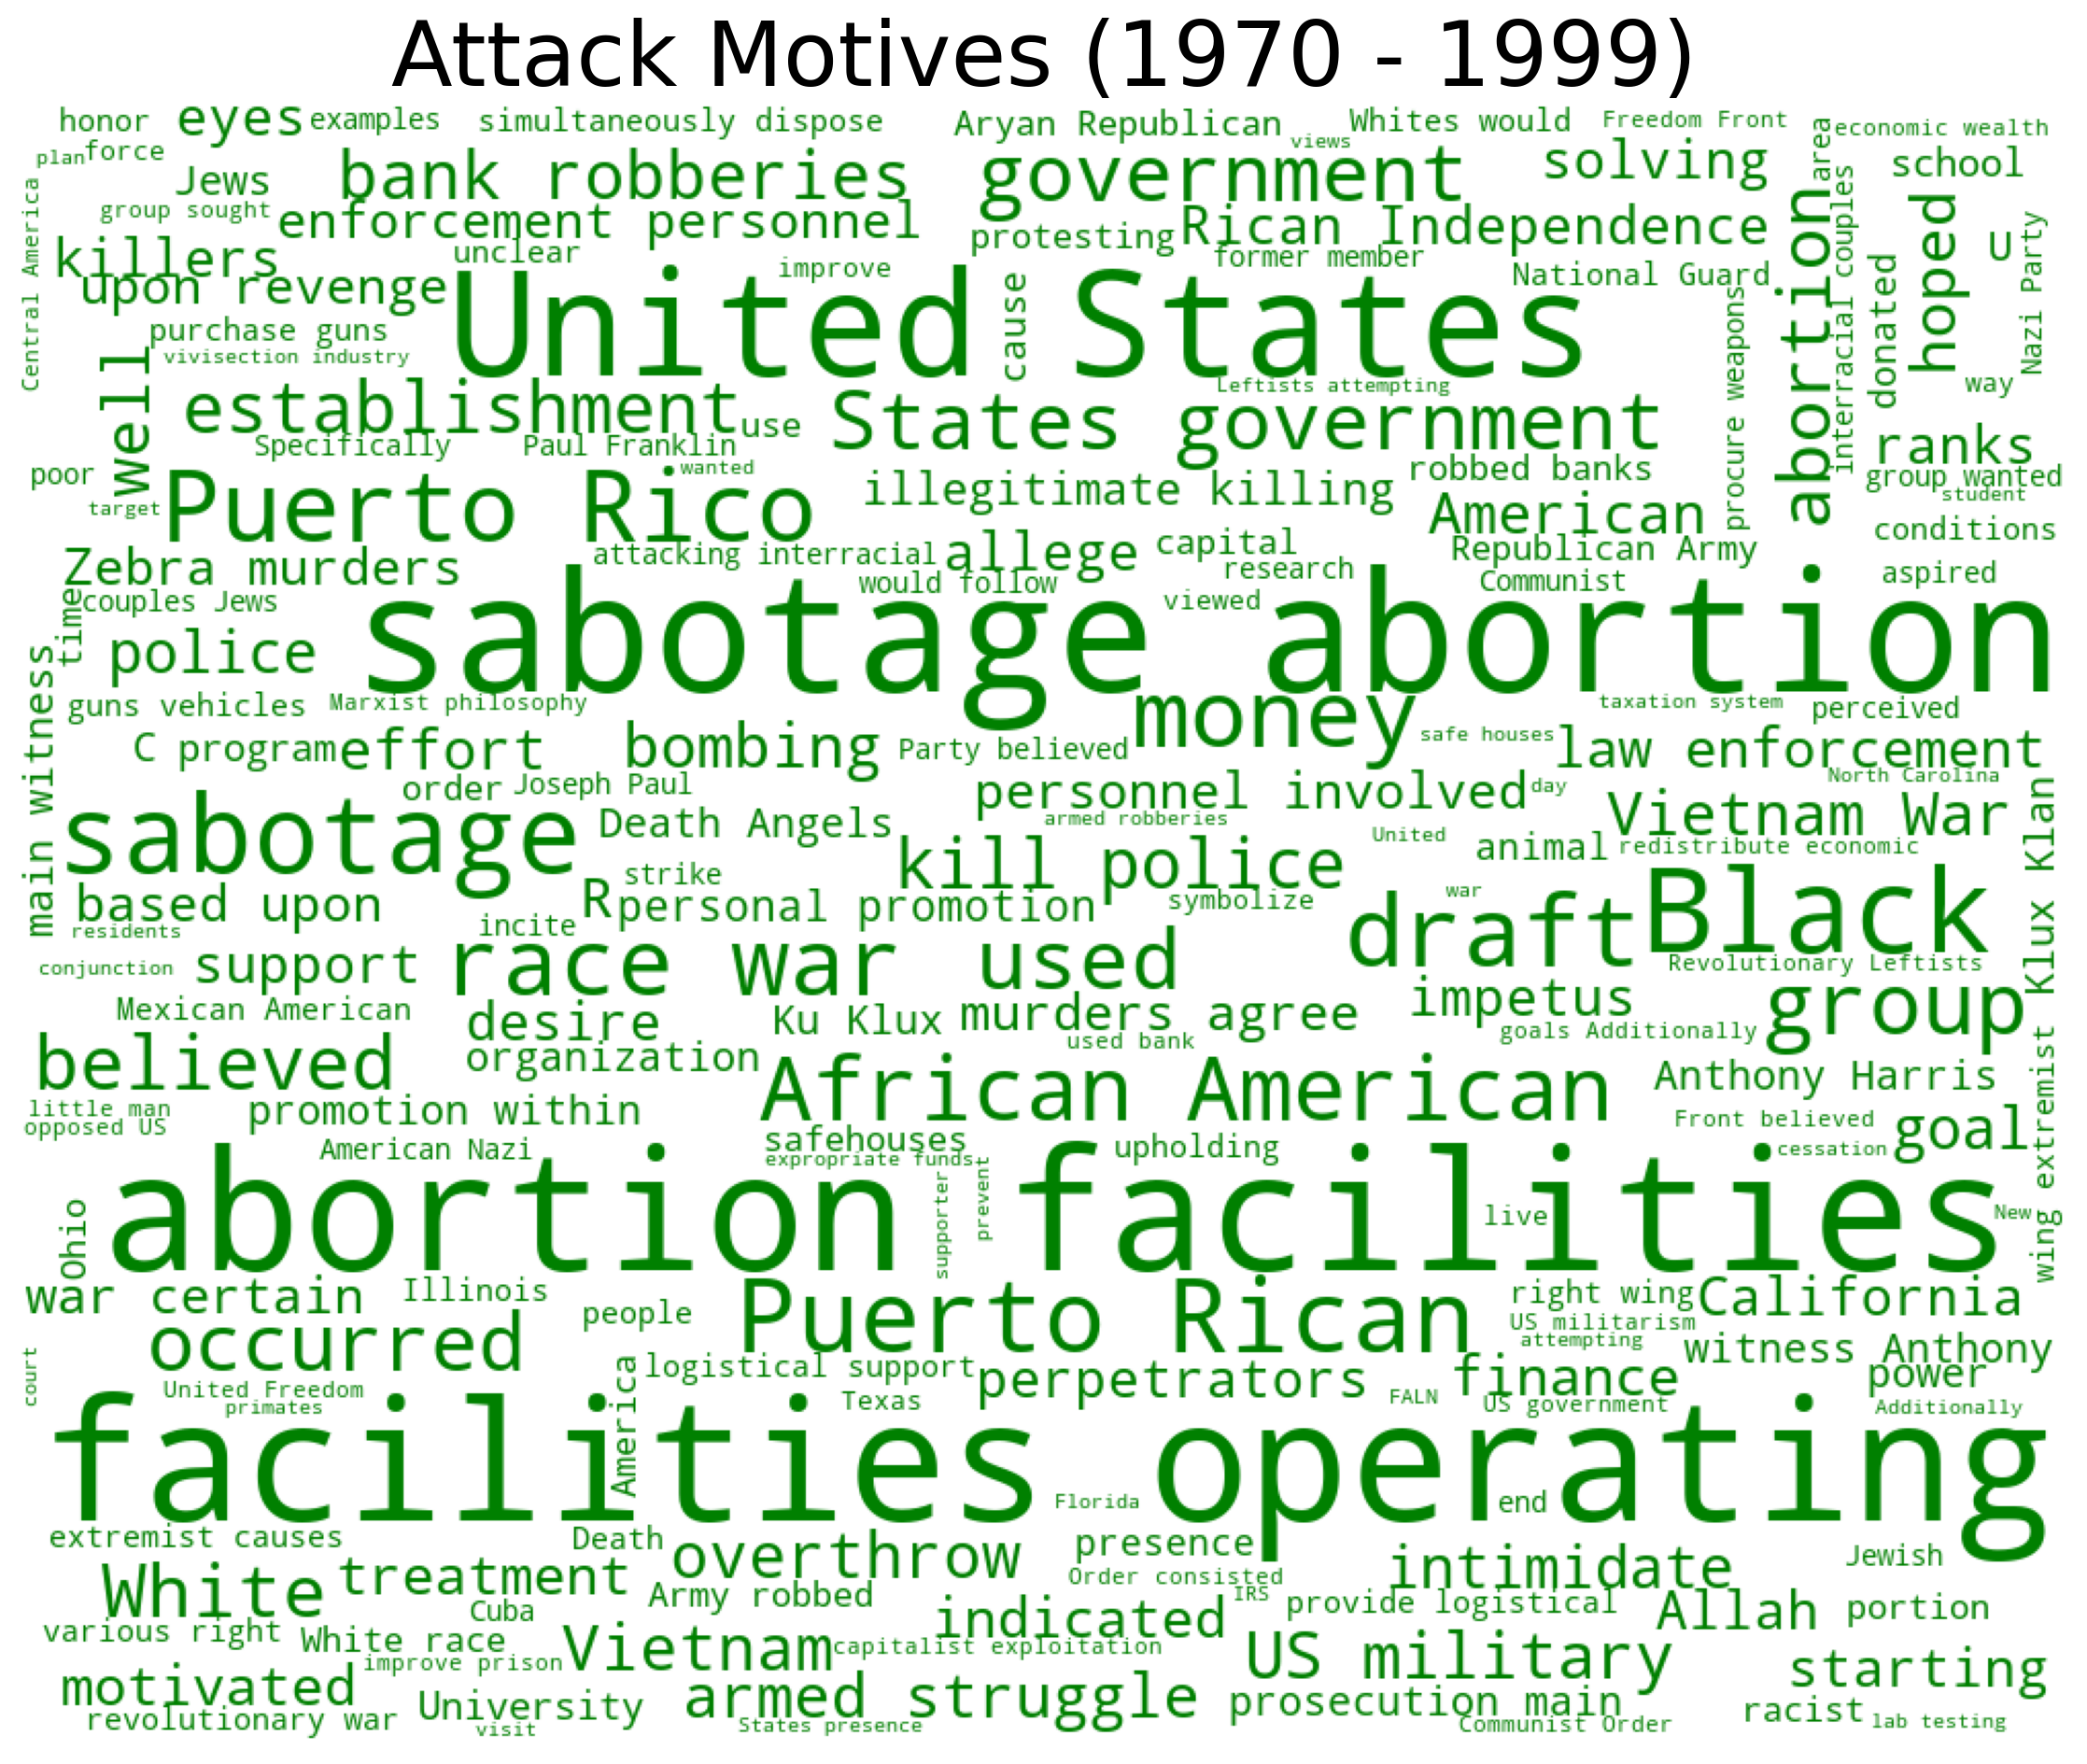 Attack Motives (1970 - 1999)
honor
eyes
examples
simultaneously dispose
Aryan Republican
Whites would
Freedom Front
economic wealth
plan
force
views
area
Jews
bank robberies
government
solving
school
Central America
group sought
enforcement personnel
protesting
Rican Independence
abortion
interracial couples
hoped
U
Nazi Party
killers
unclear
improve
former member
National Guard
donated
upon revenge
United States
cause
procure weapons
purchase guns
vivisection industry
well
establishment
use
States government
Leftists attempting
way
Specifically
Paul Franklin
ranks
poor
wanted
illegitimate killing
robbed banks
group wanted
student
target
Puerto Rico
American
conditions
Zebra murders
attacking interracial
allege
capital
Republican Army
would follow
research
Communist
aspired
couples Jews
time
sabotage abortion
viewed
police
main witness
guns vehicles
Marxist philosophy
money
taxation system
perceived
C program
effort
bombing
Party believed
safe houses
law enforcement
order
Joseph Paul
personnel involved
day
North Carolina
sabotage
Death Angels
armed robberies
Vietnam War
kill police
United
animal
redistribute economic
wing extremist
Klux Klan
based upon
R
strike
personal promotion
symbolize
war
draft
Black
residents
incite
conjunction
support
race war used
Revolutionary Leftists
Mexican American
desire
Ku Klux
murders agree
impetus
group
believed
organization
used bank
goals Additionally
African American
Anthony Harris
little man
opposed US
promotion within
Front believed
goal
American Nazi
safehouses
upholding
cessation
expropriate funds
abortion facilities
supporter
prevent
live
New
Ohio
war certain
Illinois
people
Puerto Rican
right wing
California
US militarism
occurred
attempting
witness Anthony
court
logistical support
perpetrators
finance
power
United Freedom
primates
America
Texas
FALN
US government
Additionally
facilities operating
Florida
end
extremist causes
Death
overthrow
presence
intimidate
Jewish
White
treatment
Army robbed
Order consisted
IRS
provide logistical
Allah
portion
Cuba
indicated
various right
White race
Vietnam
capitalist exploitation
US military
improve prison
starting
motivated
University
armed struggle
prosecution main
racist
lab testing
revolutionary war
visit
States presence
Communist Order